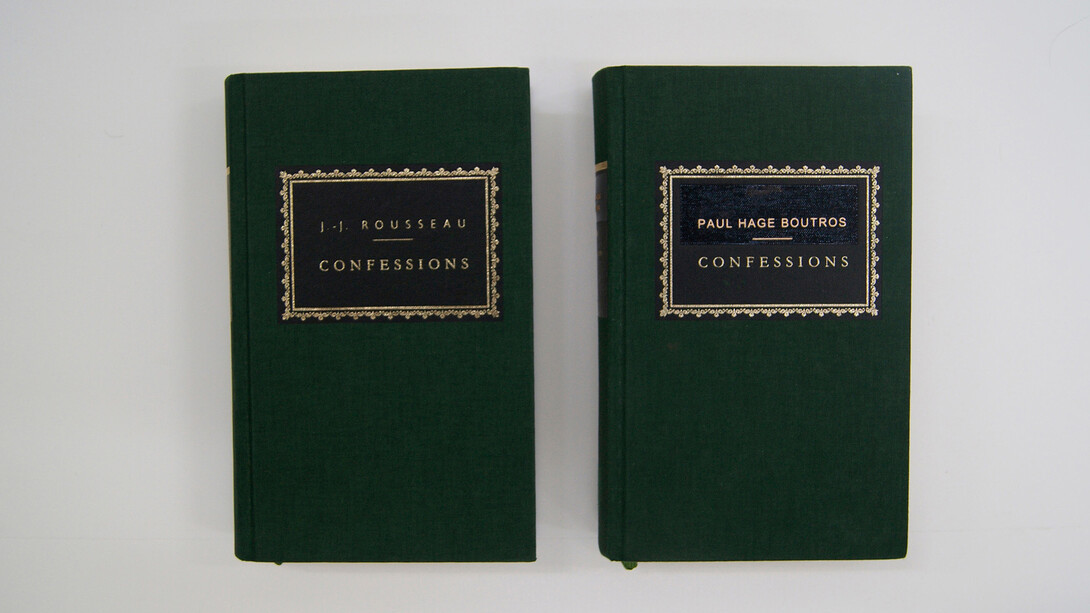 J.-J. ROUSSEAU
CONFESSIONS
PAUL HAGE BOUTROS
CONFESSIONS